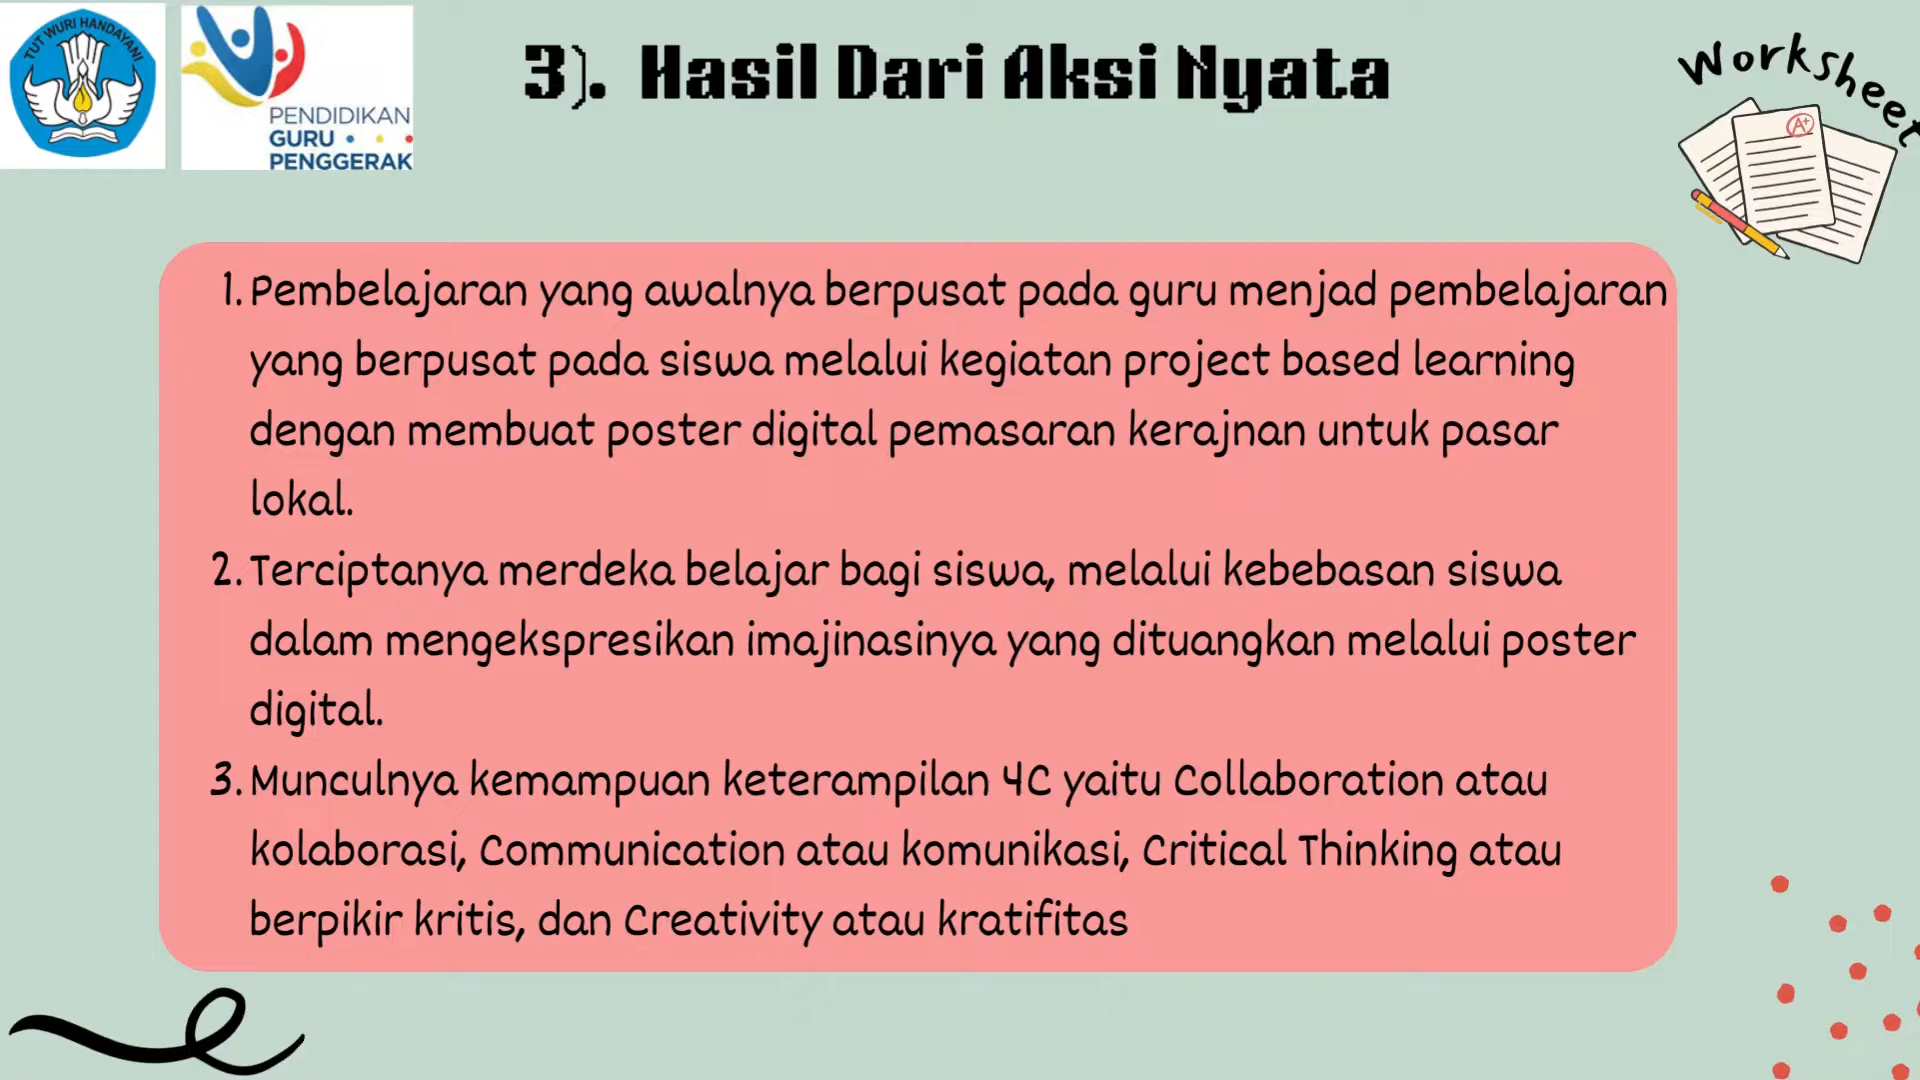 TUT WURI HANDAYANI
PENDIDIKAN
GURU
PENGGERAK
3). Hasil Dari Aksi Nyata
Worksheet
A+
1. Pembelajaran yang awalnya berpusat pada guru menjad pembelajaran
yang berpusat pada siswa melalui kegiatan project based learning
dengan membuat poster digital pemasaran kerajnan untuk pasar
lokal.
2. Terciptanya merdeka belajar bagi siswa, melalui kebebasan siswa
dalam mengekspresikan imajinasinya yang dituangkan melalui poster
digital.
3. Munculnya kemampuan keterampilan 4C yaitu Collaboration atau
kolaborasi, Communication atau komunikasi, Critical Thinking atau
berpikir kritis, dan Creativity atau kratifitas